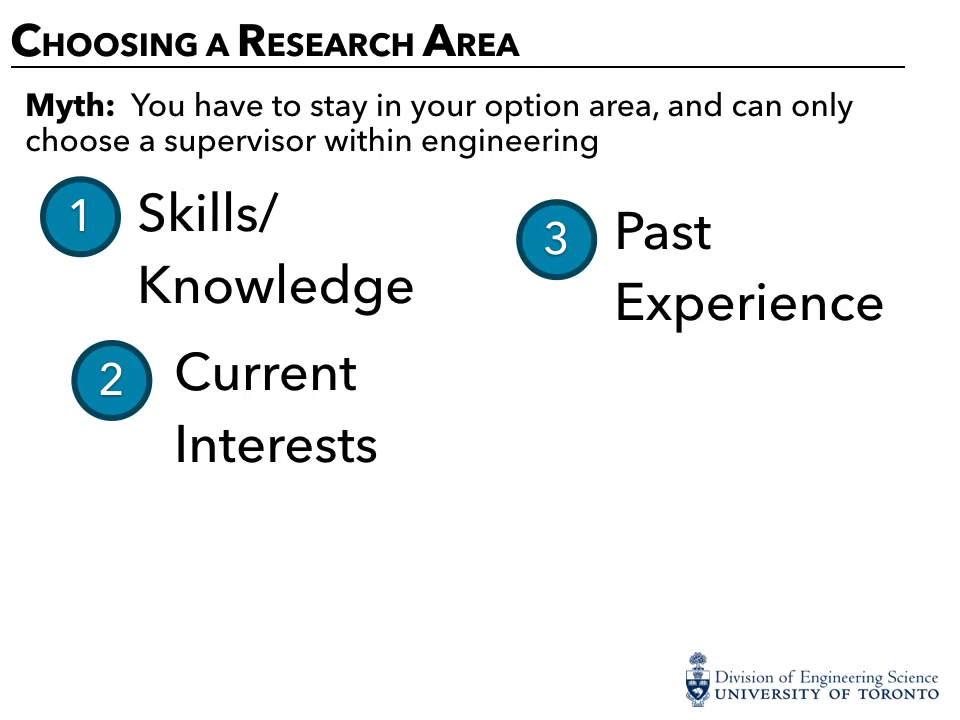 CHOOSING A RESEARCH AREA
Myth: You have to stay in your option area, and can only
choose a supervisor within engineering
1 Skills/
Knowledge
2 Current
Interests
3 Past
Experience
Division of Engineering Science
UNIVERSITY OF TORONTO